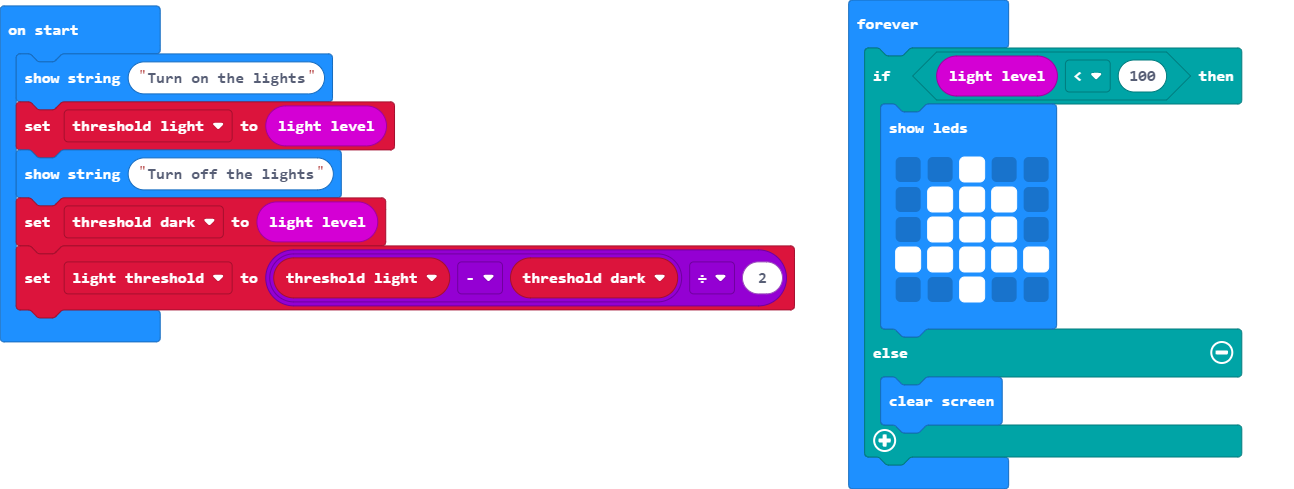 on start
show string "Turn on the lights"
set threshold light to light level
show string "Turn off the lights"
set threshold dark to light level
set light threshold to threshold light - threshold dark ÷ 2
forever
if light level < 100 then
show leds
else
clear screen